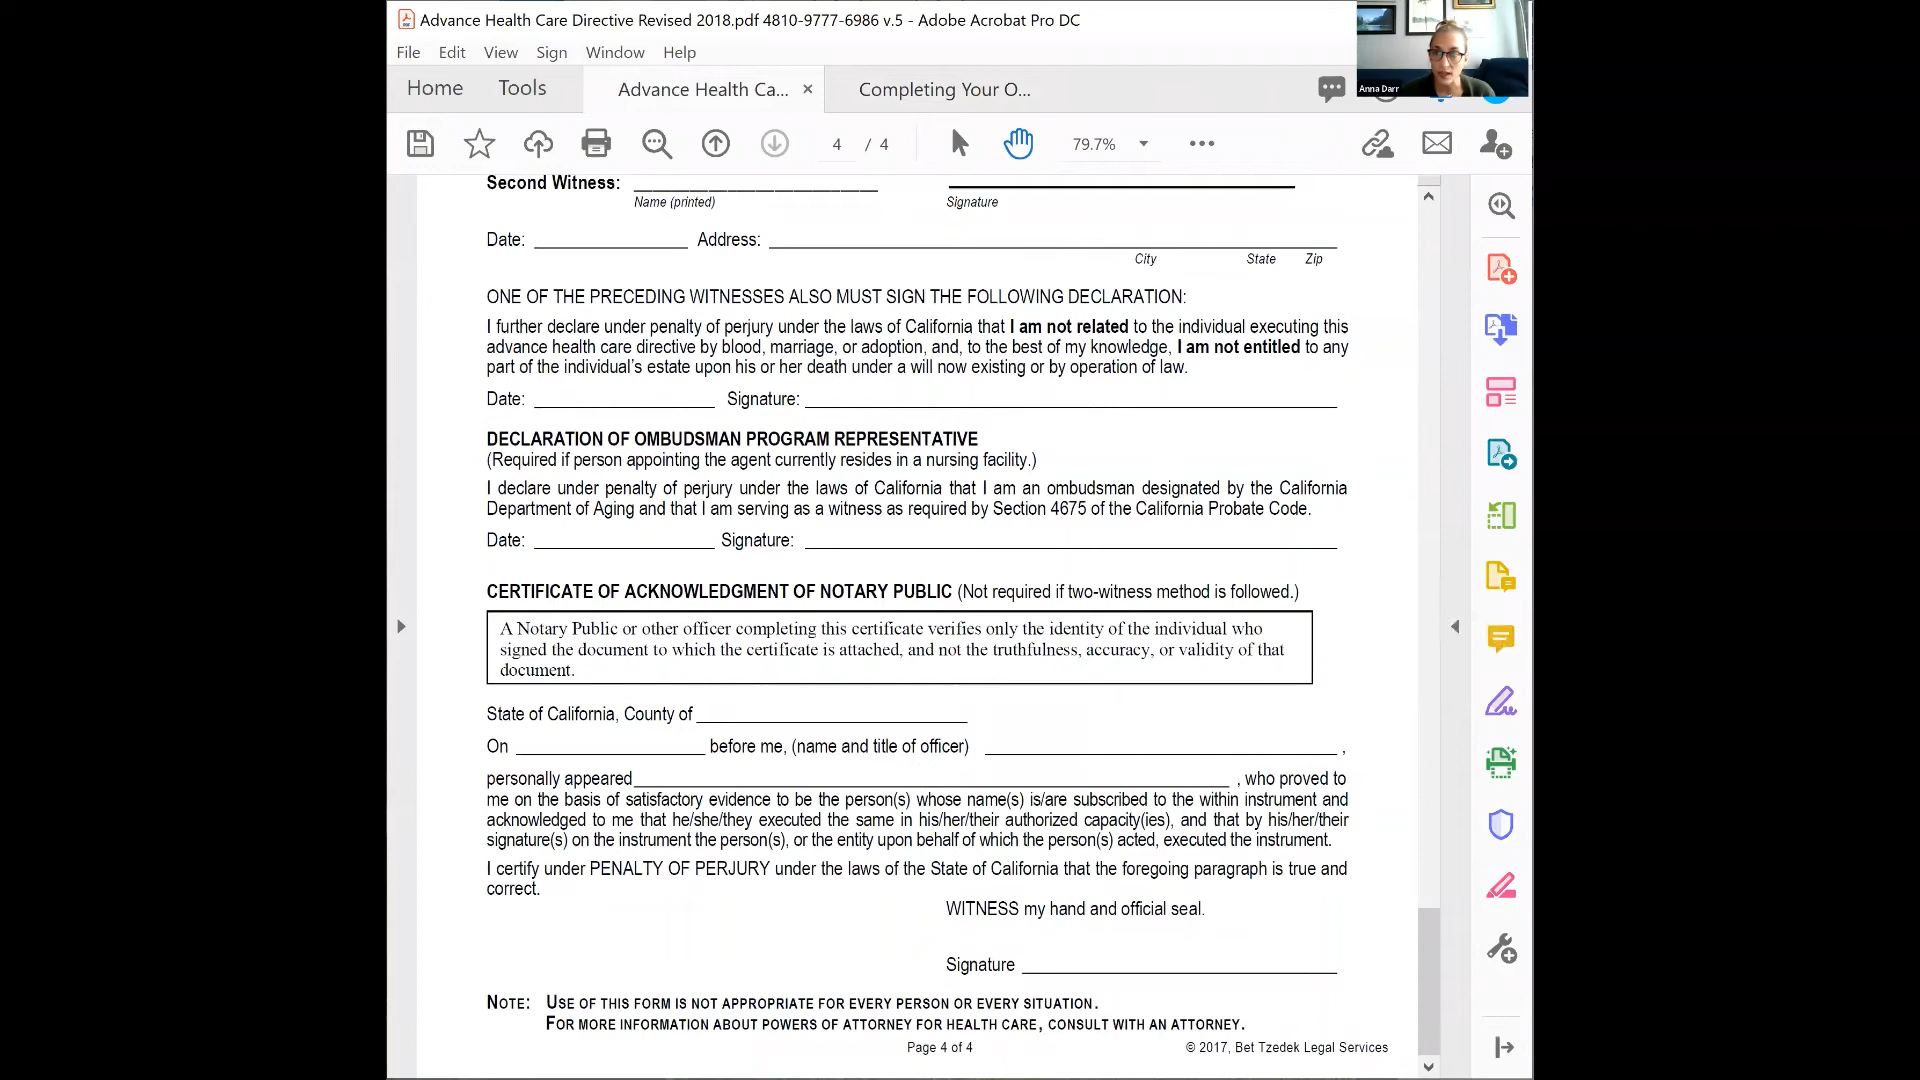 Advance Health Care Directive Revised 2018.pdf 4810-9777-6986 v.5 - Adobe Acrobat Pro DC
File Edit View Sign Window Help
Home Tools Advance Health Ca... × Completing Your O...
Anna Darr
4 / 4 79.7%
Second Witness: ____________________________
Name (printed) Signature
Date: ________________ Address: ____________________________
City State Zip
ONE OF THE PRECEDING WITNESSES ALSO MUST SIGN THE FOLLOWING DECLARATION:
I further declare under penalty of perjury under the laws of California that I am not related to the individual executing this
advance health care directive by blood, marriage, or adoption, and, to the best of my knowledge, I am not entitled to any
part of the individual’s estate upon his or her death under a will now existing or by operation of law.
Date: ________________ Signature: ____________________________
DECLARATION OF OMBUDSMAN PROGRAM REPRESENTATIVE
(Required if person appointing the agent currently resides in a nursing facility.)
I declare under penalty of perjury under the laws of California that I am an ombudsman designated by the California
Department of Aging and that I am serving as a witness as required by Section 4675 of the California Probate Code.
Date: ________________ Signature: ____________________________
CERTIFICATE OF ACKNOWLEDGMENT OF NOTARY PUBLIC (Not required if two-witness method is followed.)
A Notary Public or other officer completing this certificate verifies only the identity of the individual who
signed the document to which the certificate is attached, and not the truthfulness, accuracy, or validity of that
document.
State of California, County of ____________________________
On ____________________ before me, (name and title of officer) ____________________________ ,
personally appeared____________________________ , who proved to
me on the basis of satisfactory evidence to be the person(s) whose name(s) is/are subscribed to the within instrument and
acknowledged to me that he/she/they executed the same in his/her/their authorized capacity(ies), and that by his/her/their
signature(s) on the instrument the person(s), or the entity upon behalf of which the person(s) acted, executed the instrument.
I certify under PENALTY OF PERJURY under the laws of the State of California that the foregoing paragraph is true and
correct.
WITNESS my hand and official seal.
Signature ____________________________
NOTE: USE OF THIS FORM IS NOT APPROPRIATE FOR EVERY PERSON OR EVERY SITUATION.
FOR MORE INFORMATION ABOUT POWERS OF ATTORNEY FOR HEALTH CARE, CONSULT WITH AN ATTORNEY.
Page 4 of 4 © 2017, Bet Tzedek Legal Services